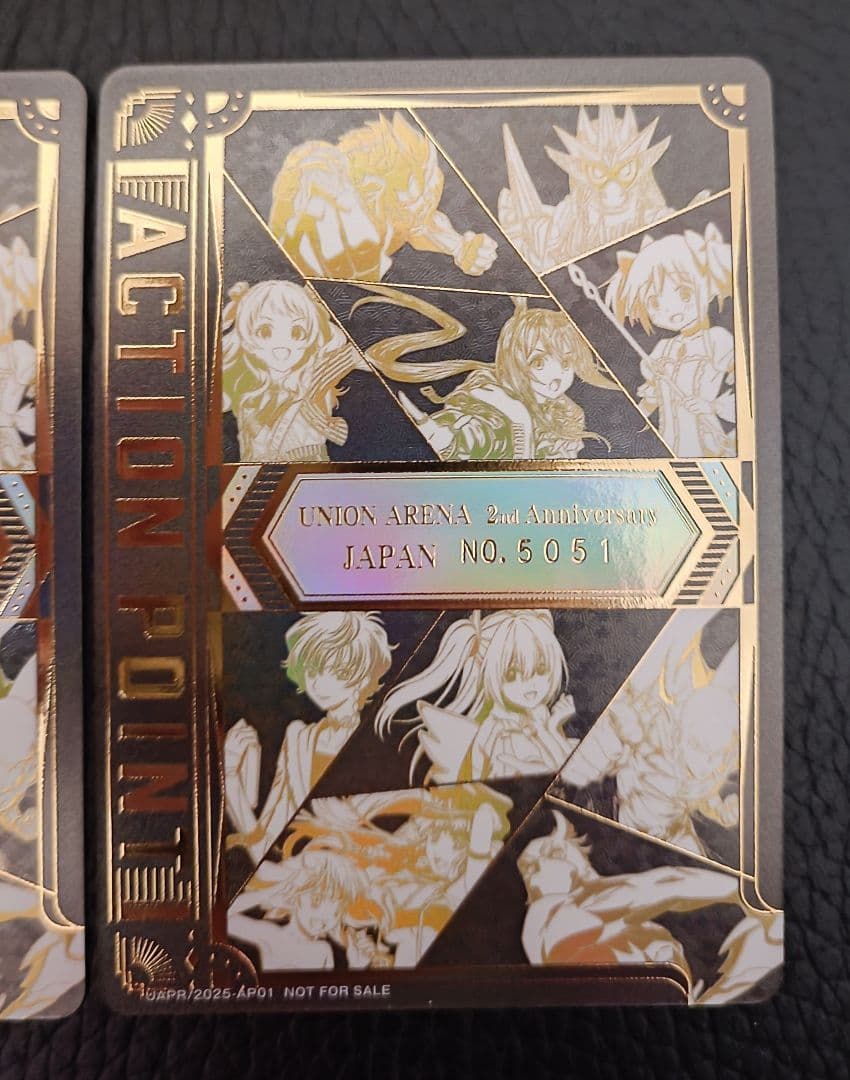 ACTION POINT
UNION ARENA 2nd Anniversary
JAPAN NO. 5051
UAPR/2025-AP01 NOT FOR SALE